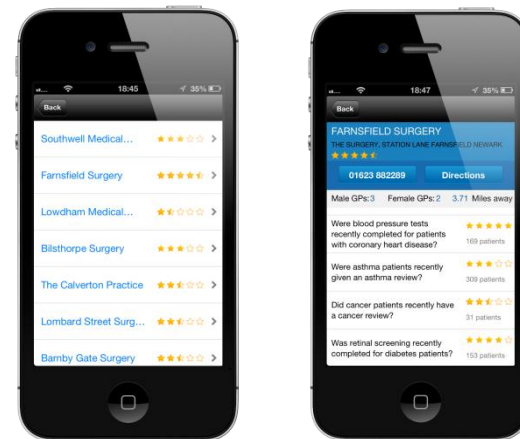 18:45
35%
Back
Southwell Medical...
Farnsfield Surgery
Lowdham Medical...
Bilsthorpe Surgery
The Calverton Practice
Lombard Street Surg...
Barnby Gate Surgery
18:47
35%
Back
FARNSFIELD SURGERY
THE SURGERY, STATION LANE FARNSFIELD NEWARK
01623 882289
Directions
Male GPs: 3 Female GPs: 2 3.71 Miles away
Were blood pressure tests
recently completed for patients
with coronary heart disease?
169 patients
Were asthma patients recently
given an asthma review?
309 patients
Did cancer patients recently have
a cancer review?
31 patients
Was retinal screening recently
completed for diabetes patients?
153 patients